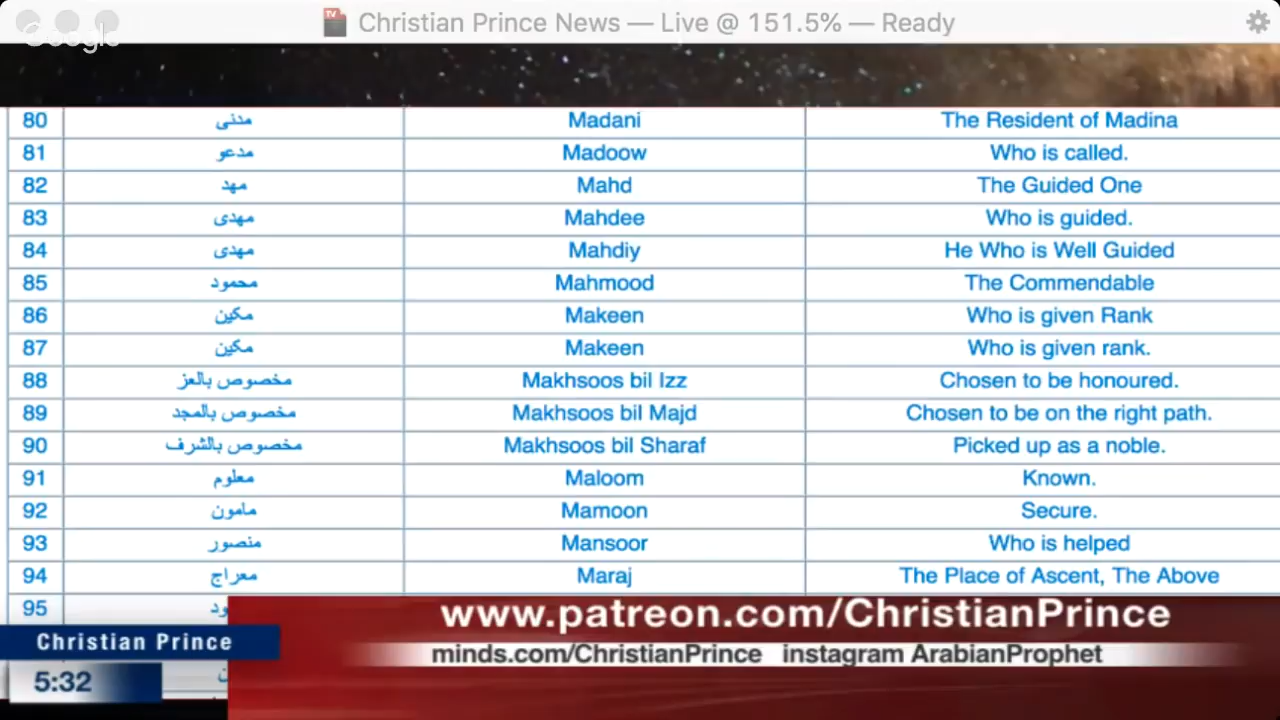 Christian Prince News — Live @ 151.5% — Ready
Google
80 مدنى Madani The Resident of Madina
81 مدعو Madoow Who is called.
82 مهد Mahd The Guided One
83 مهدى Mahdee Who is guided.
84 مهدى Mahdiy He Who is Well Guided
85 محمود Mahmood The Commendable
86 مكين Makeen Who is given Rank
87 مكين Makeen Who is given rank.
88 مخصوص بالعز Makhsoos bil Izz Chosen to be honoured.
89 مخصوص بالمجد Makhsoos bil Majd Chosen to be on the right path.
90 مخصوص بالشرف Makhsoos bil Sharaf Picked up as a noble.
91 معلوم Maloom Known.
92 مامون Mamoon Secure.
93 منصور Mansoor Who is helped
94 معراج Maraj The Place of Ascent, The Above
95
www.patreon.com/ChristianPrince
Christian Prince
minds.com/ChristianPrince instagram ArabianProphet
5:32